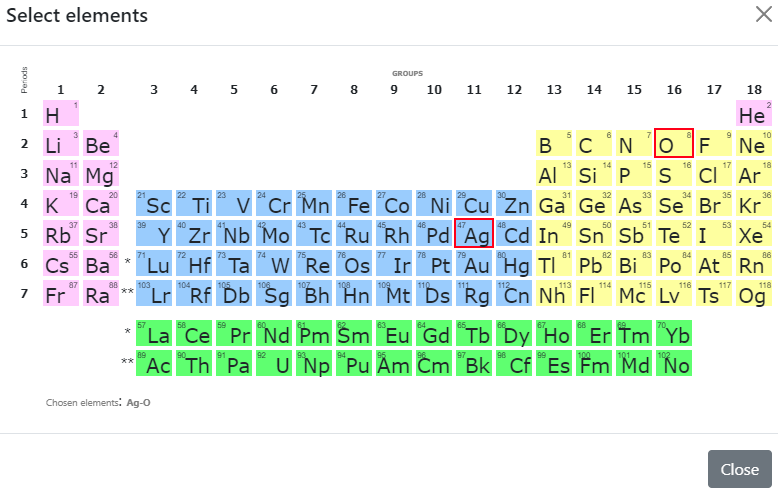 Select elements
Periods
GROUPS
1 2 3 4 5 6 7 8 9 10 11 12 13 14 15 16 17 18
1 H 1 He 2
2 Li 3 Be 4 B 5 C 6 N 7 O 8 F 9 Ne 10
3 Na 11 Mg 12 Al 13 Si 14 P 15 S 16 Cl 17 Ar 18
4 K 19 Ca 20 21 Sc 22 Ti 23 V 24 Cr 25 Mn 26 Fe 27 Co 28 Ni 29 Cu 30 Zn Ga 31 Ge 32 As 33 Se 34 Br 35 Kr 36
5 Rb 37 Sr 38 39 Y 40 Zr 41 Nb 42 Mo 43 Tc 44 Ru 45 Rh 46 Pd 47 Ag 48 Cd In 49 Sn 50 Sb 51 Te 52 I 53 Xe 54
6 Cs 55 Ba 56 * 71 Lu 72 Hf 73 Ta 74 W 75 Re 76 Os 77 Ir 78 Pt 79 Au 80 Hg Tl 81 Pb 82 Bi 83 Po 84 At 85 Rn 86
7 Fr 87 Ra 88 ** 103 Lr 104 Rf 105 Db 106 Sg 107 Bh 108 Hn 109 Mt 110 Ds 111 Rg 112 Cn Nh 113 Fl 114 Mc 115 Lv 116 Ts 117 Og 118
* 57 La 58 Ce 59 Pr 60 Nd 61 Pm 62 Sm 63 Eu 64 Gd 65 Tb 66 Dy 67 Ho 68 Er 69 Tm 70 Yb
** 89 Ac 90 Th 91 Pa 92 U 93 Np 94 Pu 95 Am 96 Cm 97 Bk 98 Cf 99 Es 100 Fm 101 Md 102 No
Chosen elements: Ag-O
Close